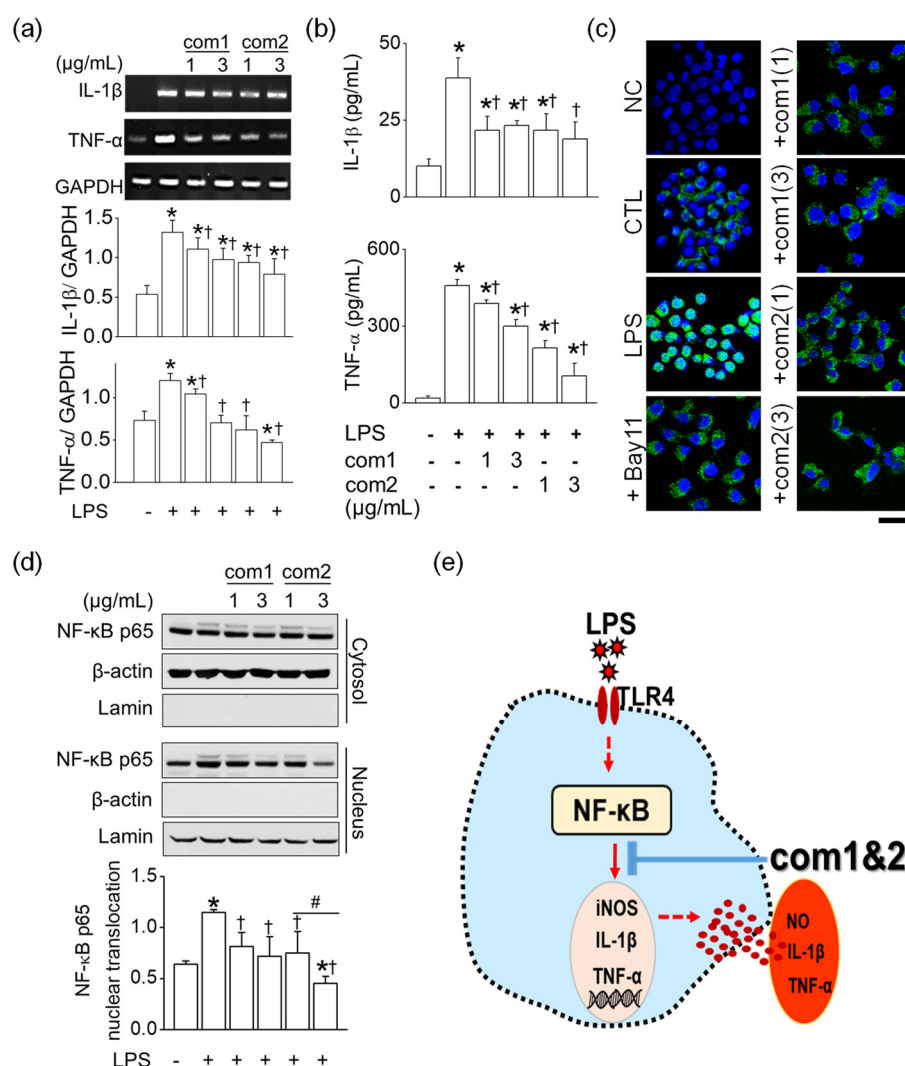 (a)
com1 com2
(µg/mL) 1 3 1 3
IL-1β
TNF-α
GAPDH
IL-1β/ GAPDH
1.5
1.0
0.5
0.0
* *† *† *† *†
TNF-α/ GAPDH
1.5
1.0
0.5
0.0
* *† † † *†
LPS - + + + + +
(b)
IL-1β (pg/mL)
50
25
0
* *† *† *† †
TNF-α (pg/mL)
600
300
0
* *† *† *† *†
LPS - + + + + +
com1 - - 1 3 - -
com2 - - - - 1 3
(µg/mL)
(c)
NC
CTL
LPS
+ Bay11
+com1(1)
+com1(3)
+com2(1)
+com2(3)
(d)
com1 com2
(µg/mL) 1 3 1 3
NF-κB p65
β-actin
Lamin
Cytosol
NF-κB p65
β-actin
Lamin
Nucleus
NF-κB p65
nuclear translocation
1.5
1.0
0.5
0.0
* † † † *†
#
LPS - + + + + +
(e)
LPS
TLR4
NF-κB
com1&2
iNOS
IL-1β
TNF-α
NO
IL-1β
TNF-α